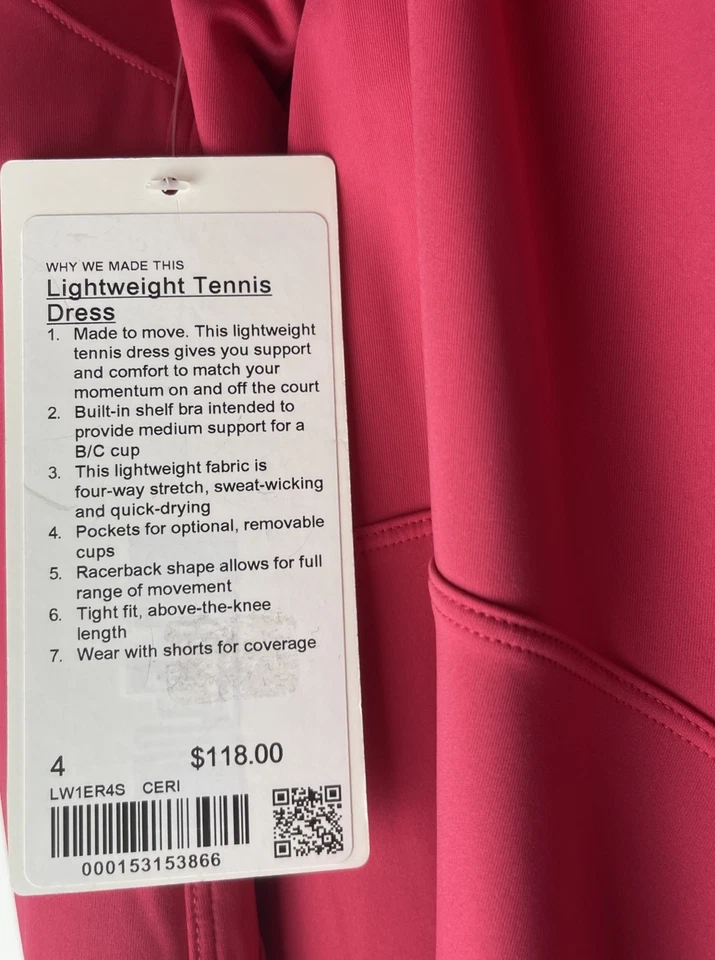 WHY WE MADE THIS
Lightweight Tennis
Dress
1. Made to move. This lightweight
tennis dress gives you support
and comfort to match your
momentum on and off the court
2. Built-in shelf bra intended to
provide medium support for a
B/C cup
3. This lightweight fabric is
four-way stretch, sweat-wicking
and quick-drying
4. Pockets for optional, removable
cups
5. Racerback shape allows for full
range of movement
6. Tight fit, above-the-knee
length
7. Wear with shorts for coverage
4 $118.00
LW1ER4S CERI
000153153866